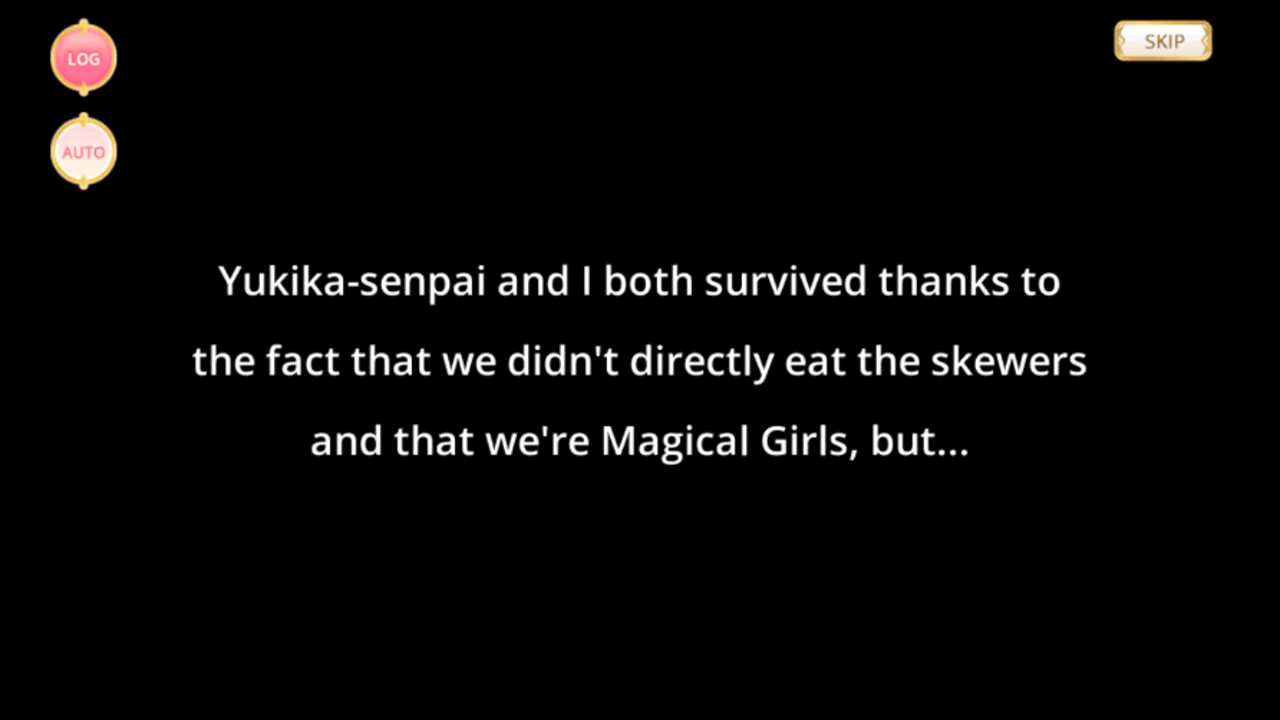 LOG
SKIP
AUTO
Yukika-senpai and I both survived thanks to
the fact that we didn't directly eat the skewers
and that we're Magical Girls, but...